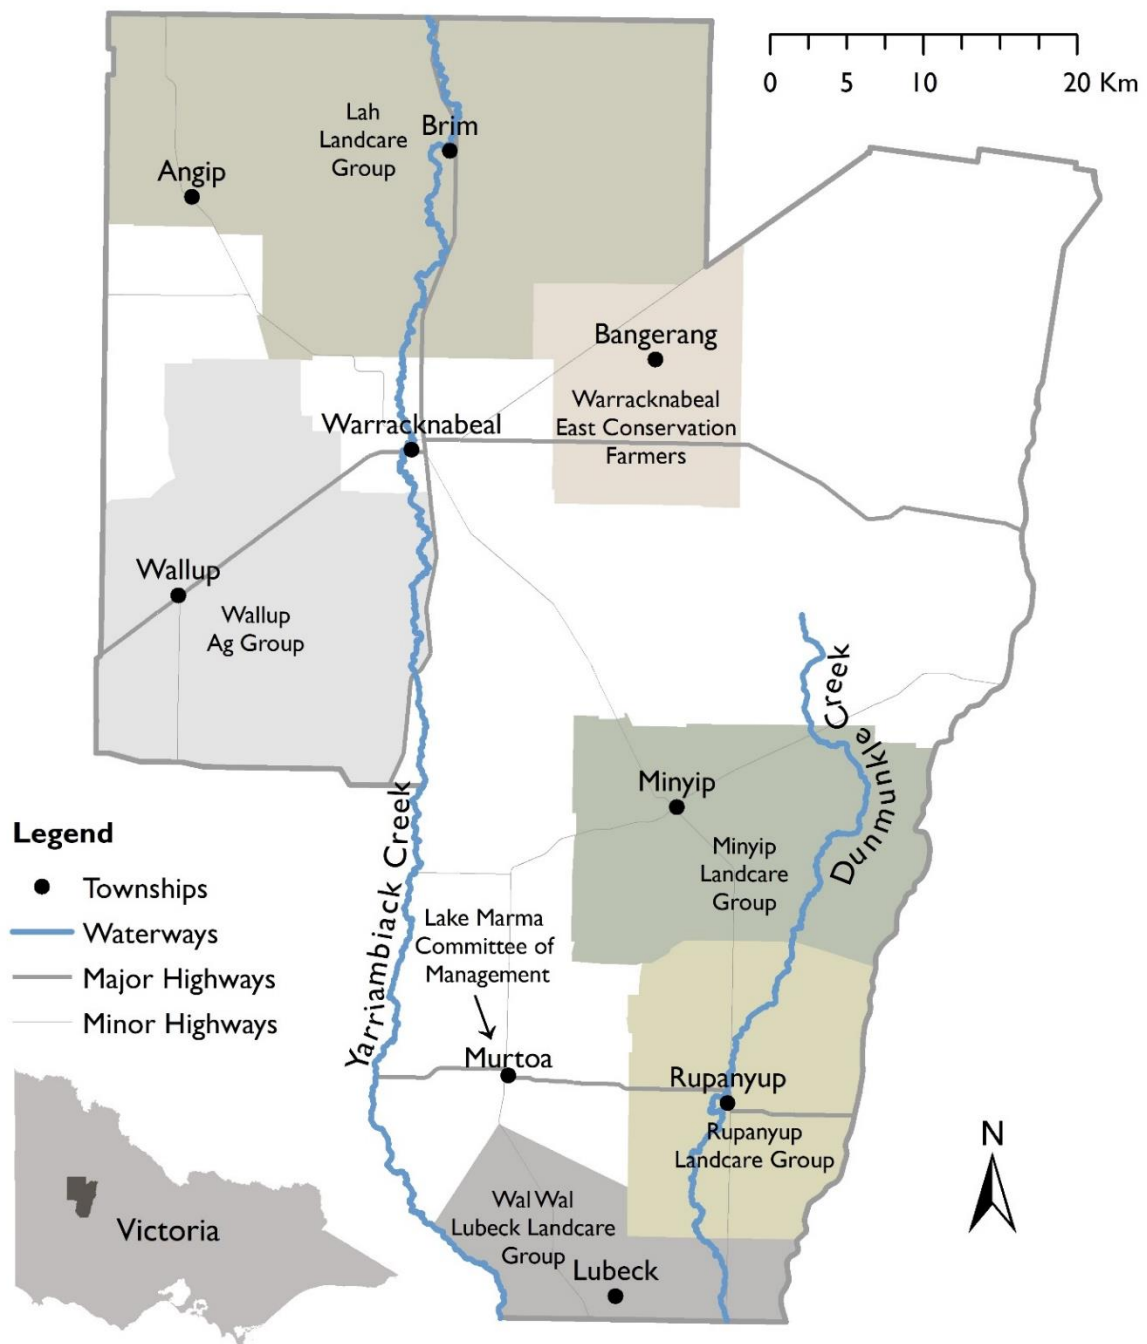 0 5 10 20 Km
Lah
Landcare
Group
Brim
Angip
Bangerang
Warracknabeal
East Conservation
Farmers
Warracknabeal
Wallup
Wallup
Ag Group
Dunmunkle Creek
Minyip
Minyip
Landcare
Group
Yarriambiack Creek
Legend
Townships
Waterways
Major Highways
Minor Highways
Lake Marma
Committee of
Management
Murtoa
Rupanyup
Rupanyup
Landcare Group
Wal Wal
Lubeck Landcare
Group
Lubeck
N
Victoria